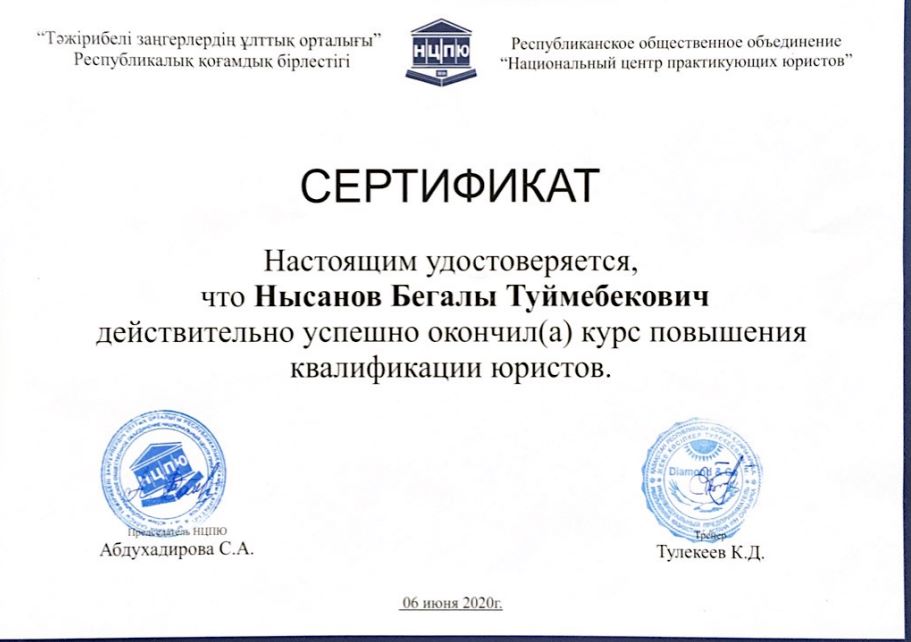 “Тәжірибелі заңгерлердің ұлттық орталығы”
Республикалық қоғамдық бірлестігі
НЦПЮ
Республиканское общественное объединение
“Национальный центр практикующих юристов”
СЕРТИФИКАТ
Настоящим удостоверяется,
что Нысанов Бегалы Туймебекович
действительно успешно окончил(а) курс повышения
квалификации юристов.
НЦПЮ
Председатель НЦПЮ
Абдухадирова С.А.
Diamond & Co
Тренер
Тулекеев К.Д.
06 июня 2020г.